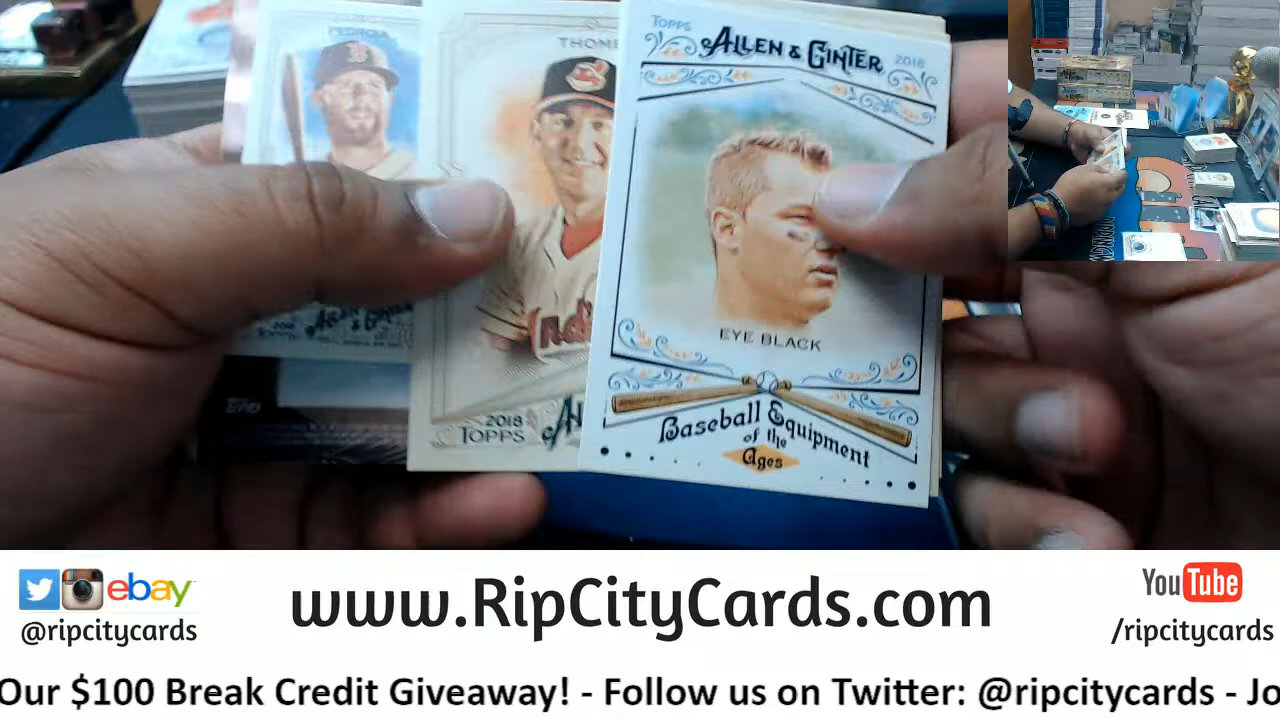 PEDROIA
THOME
TOPPS
ALLEN & GINTER
2018
EYE BLACK
Baseball Equipment
of the
Ages
2018
TOPPS
ebay
@ripcitycards
www.RipCityCards.com
YouTube
/ripcitycards
Our $100 Break Credit Giveaway! - Follow us on Twitter: @ripcitycards - Jo